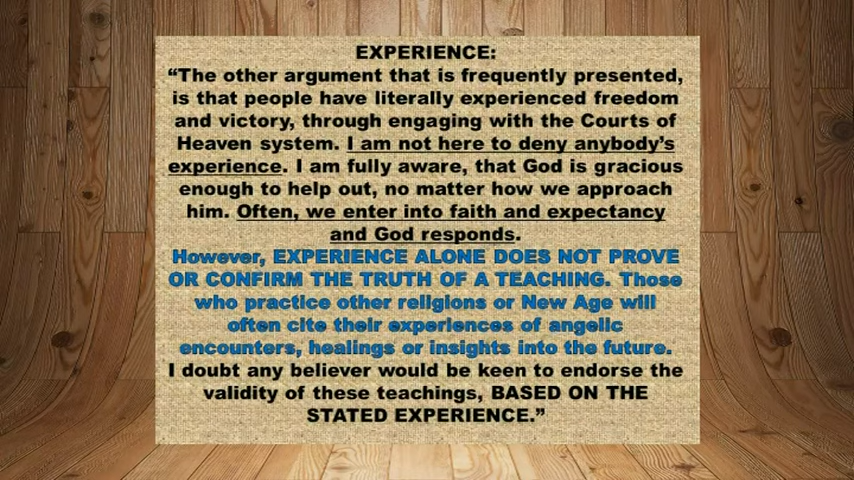 EXPERIENCE:
“The other argument that is frequently presented,
is that people have literally experienced freedom
and victory, through engaging with the Courts of
Heaven system. I am not here to deny anybody’s
experience. I am fully aware, that God is gracious
enough to help out, no matter how we approach
him. Often, we enter into faith and expectancy
and God responds.
However, EXPERIENCE ALONE DOES NOT PROVE
OR CONFIRM THE TRUTH OF A TEACHING. Those
who practice other religions or New Age will
often cite their experiences of angelic
encounters, healings or insights into the future.
I doubt any believer would be keen to endorse the
validity of these teachings, BASED ON THE
STATED EXPERIENCE.”